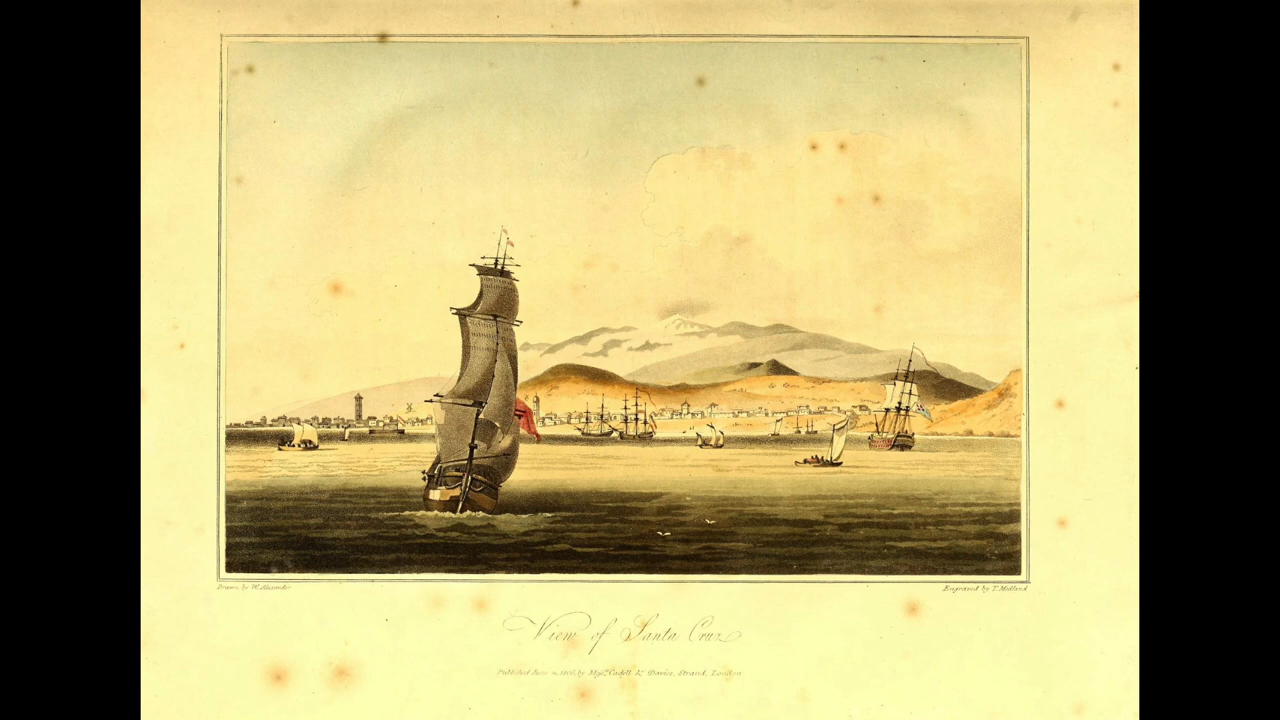 Drawn by W. Alexander
Engraved by T. Medland
View of Santa Cruz
Published June 1806, by Mess.rs Cadell & Davies, Strand, London